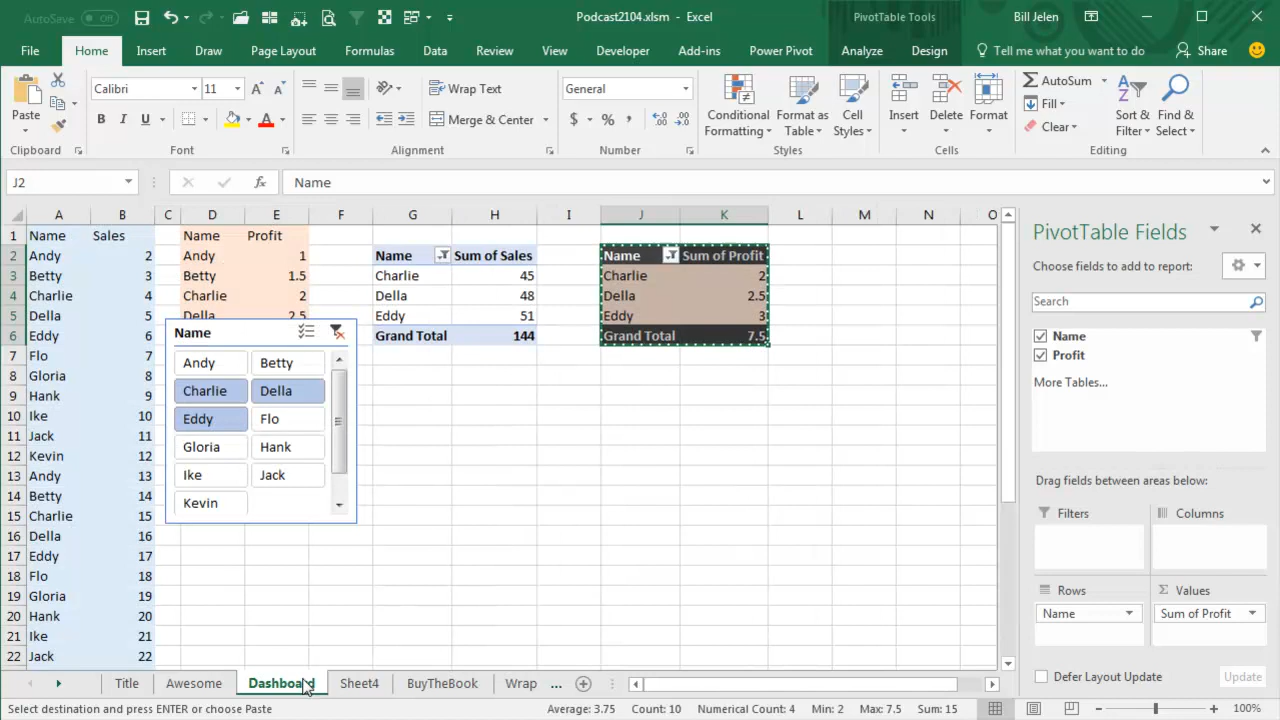 AutoSave Off Podcast2104.xlsm - Excel PivotTable Tools Bill Jelen
File Home Insert Draw Page Layout Formulas Data Review View Developer Add-ins Power Pivot Analyze Design Tell me what you want to do Share
Calibri 11 Wrap Text General AutoSum
Fill
Paste B I U Merge & Center $ % , Conditional Formatting Format as Table Cell Styles Insert Delete Format Clear Sort & Filter Find & Select
Clipboard Font Alignment Number Styles Cells Editing
J2 fx Name
A B C D E F G H I J K L M N O
1 Name Sales Name Profit
2 Andy 2 Andy 1 Name Sum of Sales Name Sum of Profit
3 Betty 3 Betty 1.5 Charlie 45 Charlie 2
4 Charlie 4 Charlie 2 Della 48 Della 2.5
5 Della 5 Della 2.5 Eddy 51 Eddy 3
6 Eddy 6 Grand Total 144 Grand Total 7.5
7 Flo 7
8 Gloria 8
9 Hank 9
10 Ike 10
11 Jack 11
12 Kevin 12
13 Andy 13
14 Betty 14
15 Charlie 15
16 Della 16
17 Eddy 17
18 Flo 18
19 Gloria 19
20 Hank 20
21 Ike 21
22 Jack 22
Name
Andy Betty
Charlie Della
Eddy Flo
Gloria Hank
Ike Jack
Kevin
PivotTable Fields
Choose fields to add to report:
Search
Name
Profit
More Tables...
Drag fields between areas below:
Filters Columns
Rows Σ Values
Name Sum of Profit
Defer Layout Update Update
Title Awesome Dashboard Sheet4 BuyTheBook Wrap ...
Select destination and press ENTER or choose Paste Average: 3.75 Count: 10 Numerical Count: 4 Min: 2 Max: 7.5 Sum: 15 100%